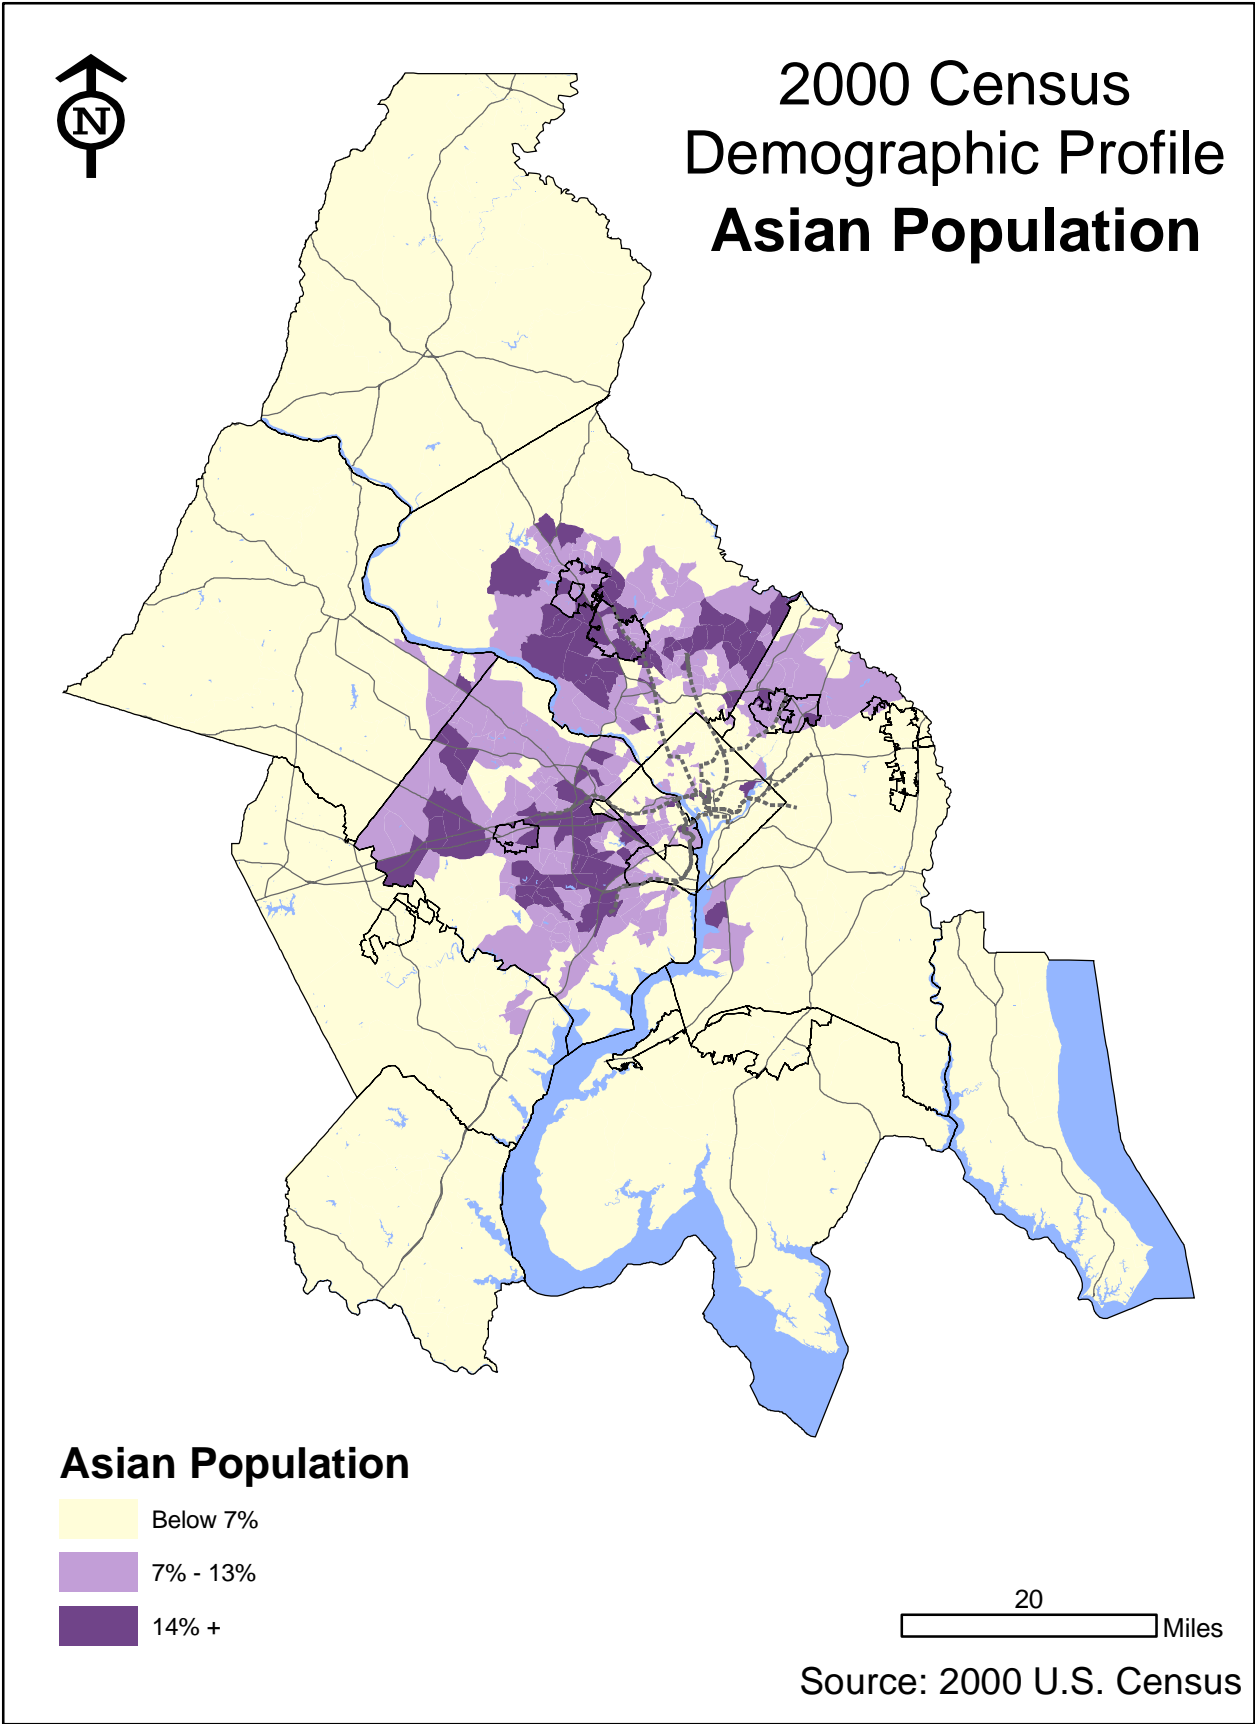 N
2000 Census
Demographic Profile
Asian Population
Asian Population
Below 7%
7% - 13%
14% +
20
Miles
Source: 2000 U.S. Census